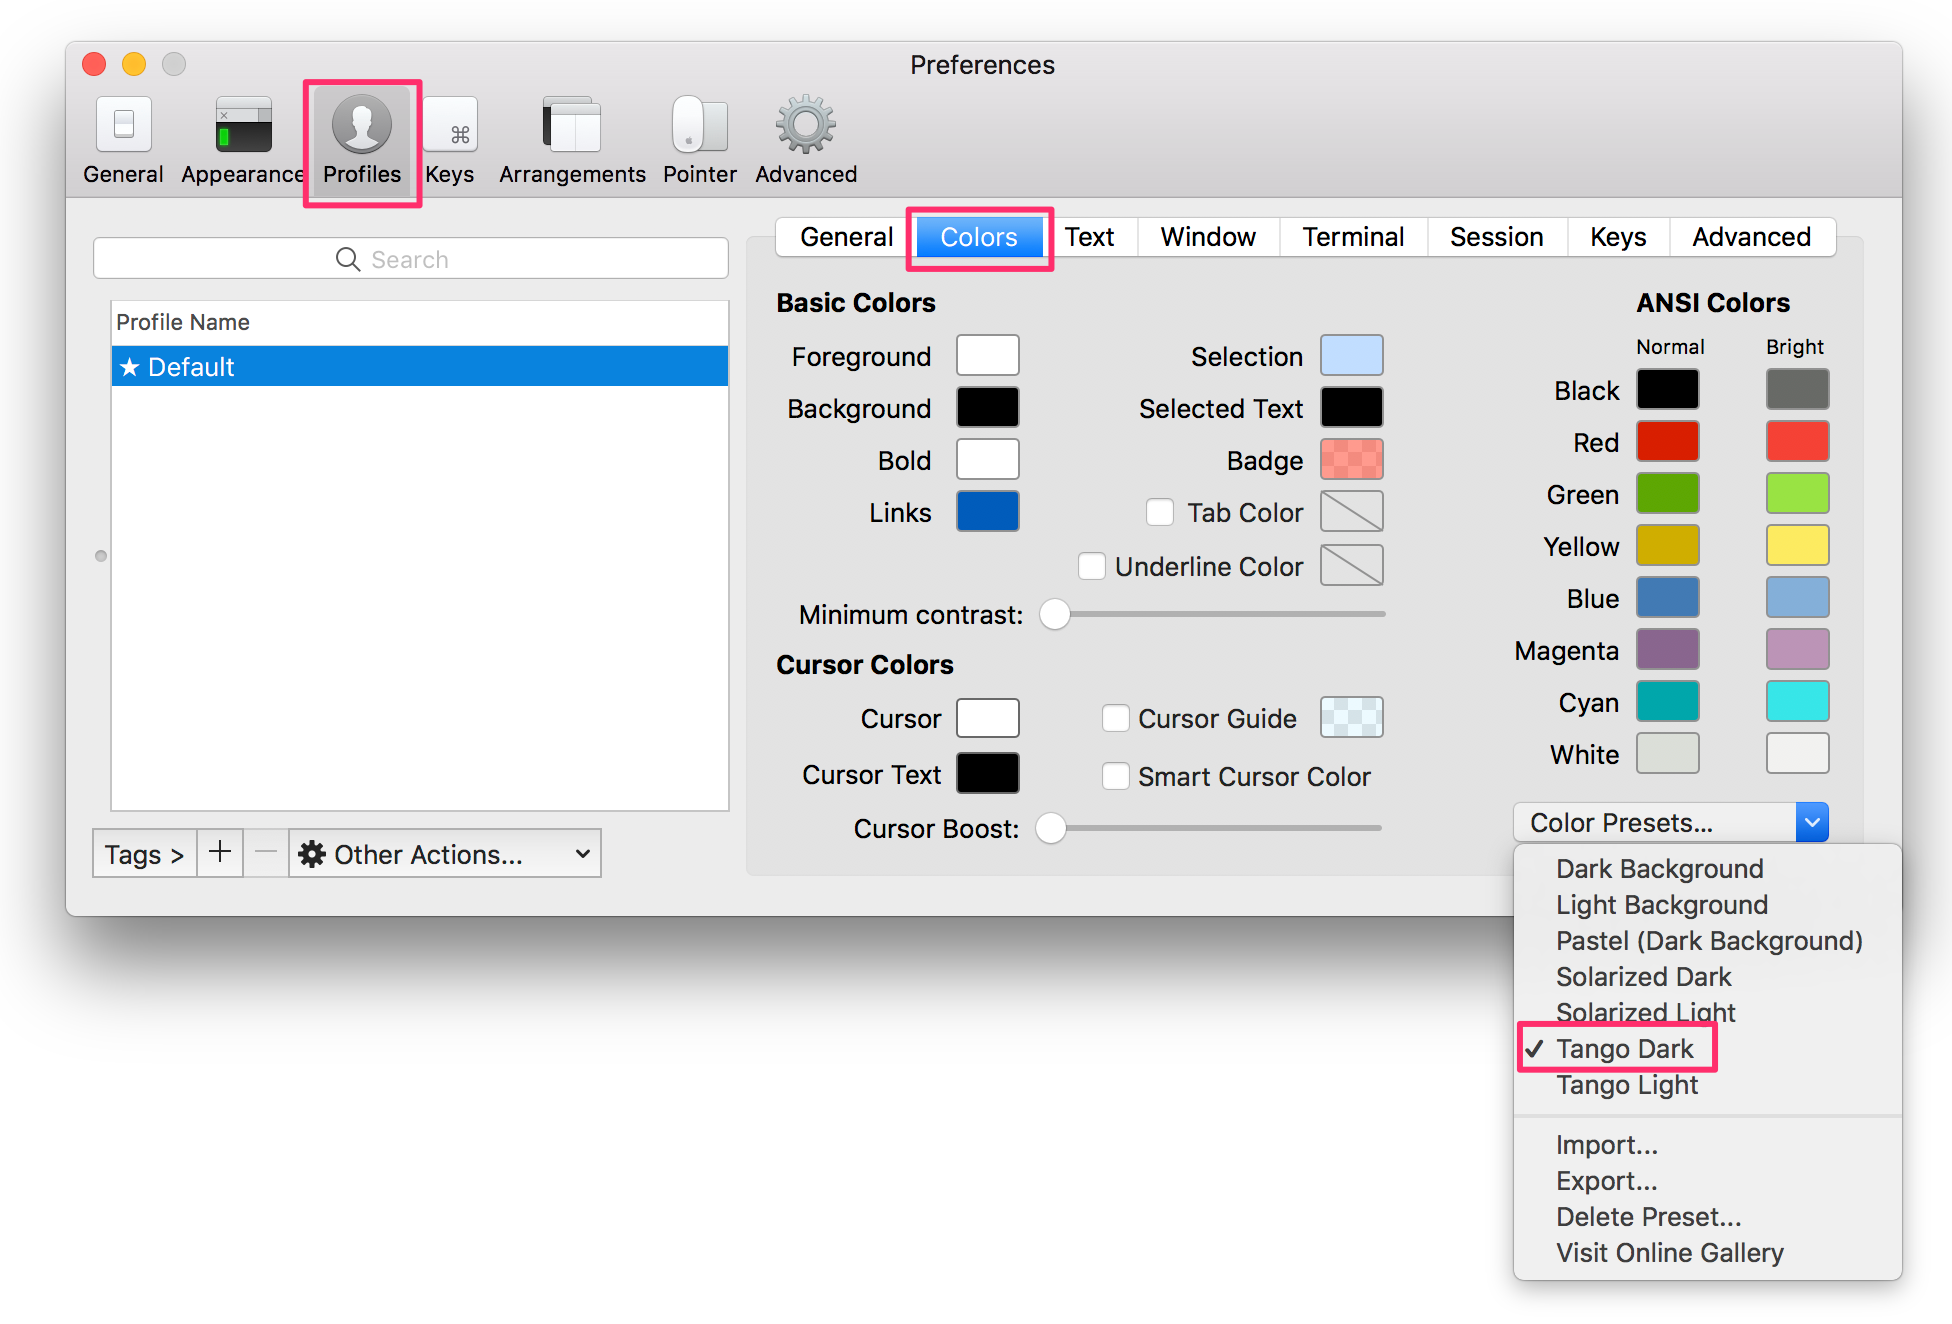 Preferences
General Appearance Profiles Keys Arrangements Pointer Advanced
Search
Profile Name
★ Default
Tags > + − Other Actions...
General Colors Text Window Terminal Session Keys Advanced
Basic Colors
Foreground
Background
Bold
Links
Selection
Selected Text
Badge
Tab Color
Underline Color
Minimum contrast:
Cursor Colors
Cursor
Cursor Text
Cursor Guide
Smart Cursor Color
Cursor Boost:
ANSI Colors
Normal Bright
Black
Red
Green
Yellow
Blue
Magenta
Cyan
White
Color Presets...
Dark Background
Light Background
Pastel (Dark Background)
Solarized Dark
Solarized Light
✓ Tango Dark
Tango Light
Import...
Export...
Delete Preset...
Visit Online Gallery